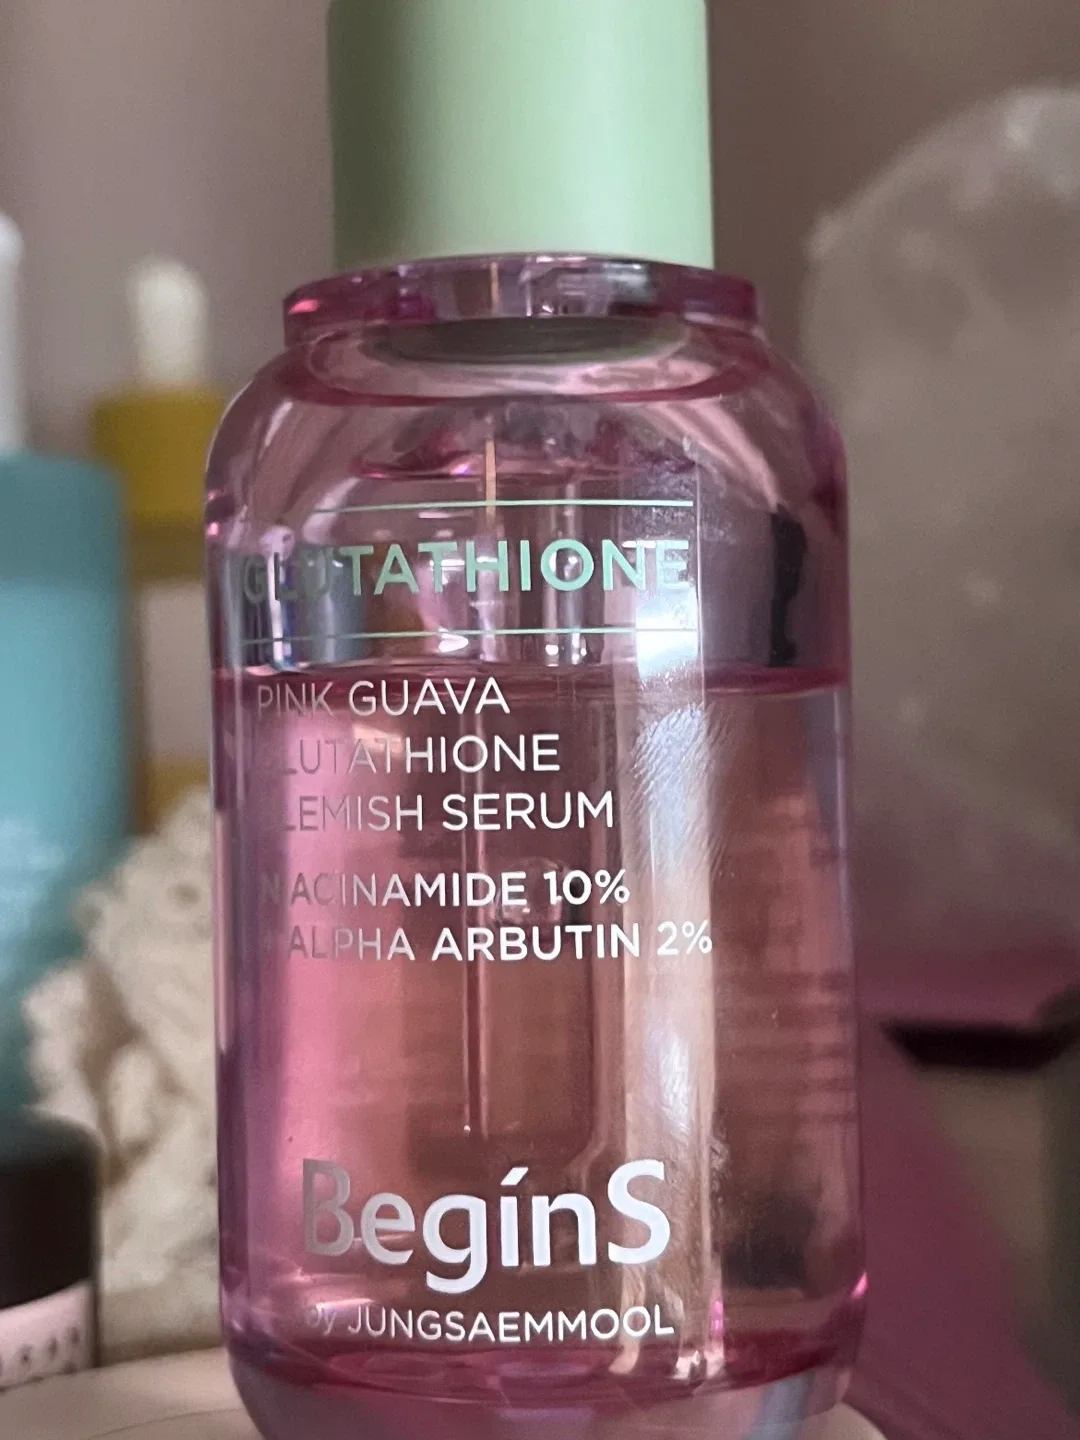 GLUTATHIONE
PINK GUAVA
GLUTATHIONE
BLEMISH SERUM
NIACINAMIDE 10%
ALPHA ARBUTIN 2%
BegínS
by JUNGSAEMMOOL